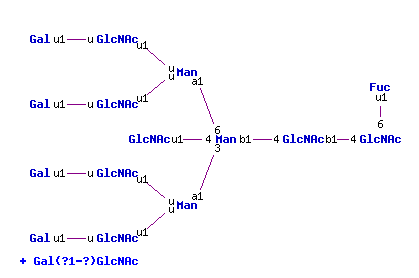 Gal u1 u GlcNAc u1
u Man a1
Gal u1 u GlcNAc u1 u
Fuc u1
6 6
GlcNAc u1 4 Man b1 4 GlcNAc b1 4 GlcNAc
3
Gal u1 u GlcNAc u1
u Man a1
u
Gal u1 u GlcNAc u1
+ Gal(?1-?)GlcNAc